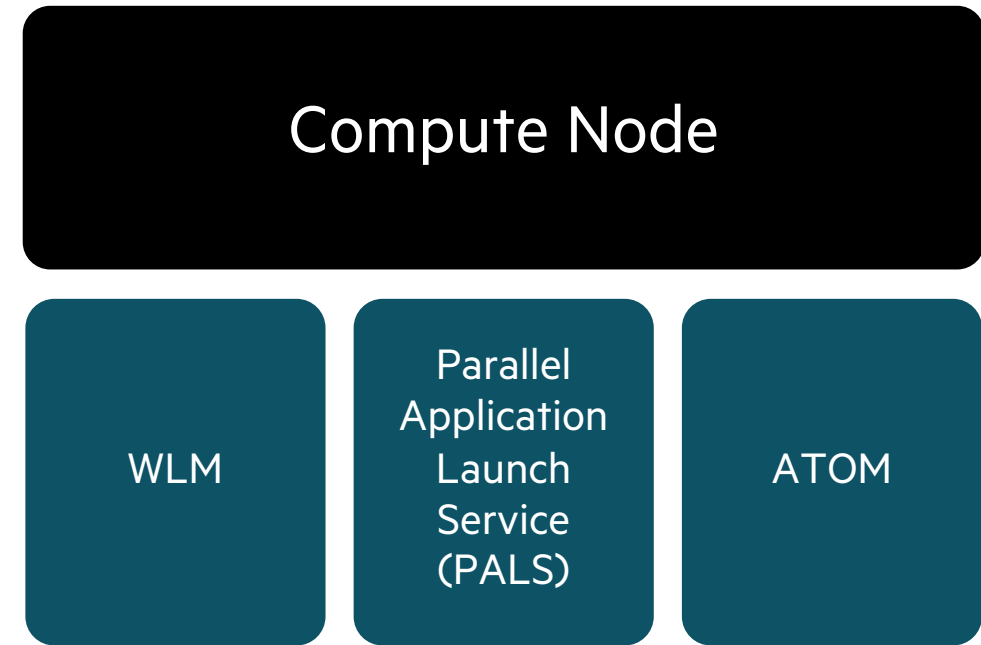 Compute Node
WLM
Parallel
Application
Launch
Service
(PALS)
ATOM